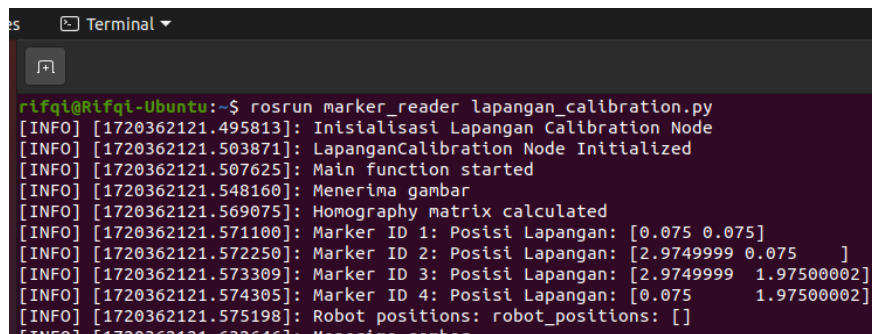 es Terminal
rifqi@Rifqi-Ubuntu:~$ rosrun marker_reader lapangan_calibration.py
[INFO] [1720362121.495813]: Inisialisasi Lapangan Calibration Node
[INFO] [1720362121.503871]: LapanganCalibration Node Initialized
[INFO] [1720362121.507625]: Main function started
[INFO] [1720362121.548160]: Menerima gambar
[INFO] [1720362121.569075]: Homography matrix calculated
[INFO] [1720362121.571100]: Marker ID 1: Posisi Lapangan: [0.075 0.075]
[INFO] [1720362121.572250]: Marker ID 2: Posisi Lapangan: [2.9749999 0.075    ]
[INFO] [1720362121.573309]: Marker ID 3: Posisi Lapangan: [2.9749999  1.97500002]
[INFO] [1720362121.574305]: Marker ID 4: Posisi Lapangan: [0.075      1.97500002]
[INFO] [1720362121.575198]: Robot positions: robot_positions: []